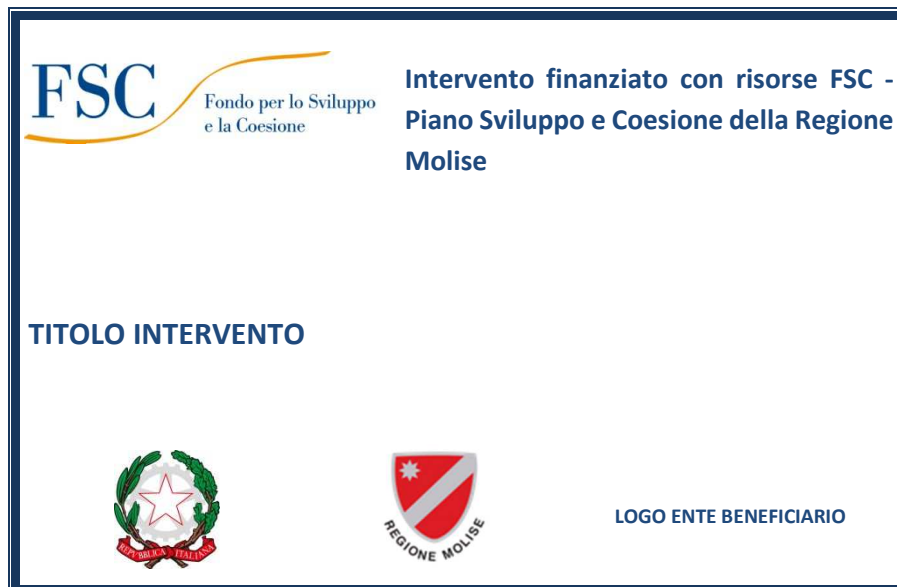 FSC
Fondo per lo Sviluppo
e la Coesione
Intervento finanziato con risorse FSC -
Piano Sviluppo e Coesione della Regione
Molise
TITOLO INTERVENTO
REPVBBLICA ITALIANA
REGIONE MOLISE
LOGO ENTE BENEFICIARIO